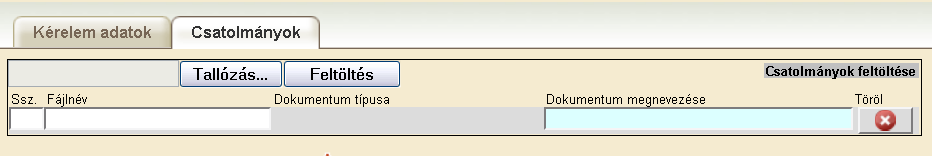 Kérelem adatok Csatolmányok
Tallózás... Feltöltés Csatolmányok feltöltése
Ssz. Fájlnév Dokumentum típusa Dokumentum megnevezése Töröl